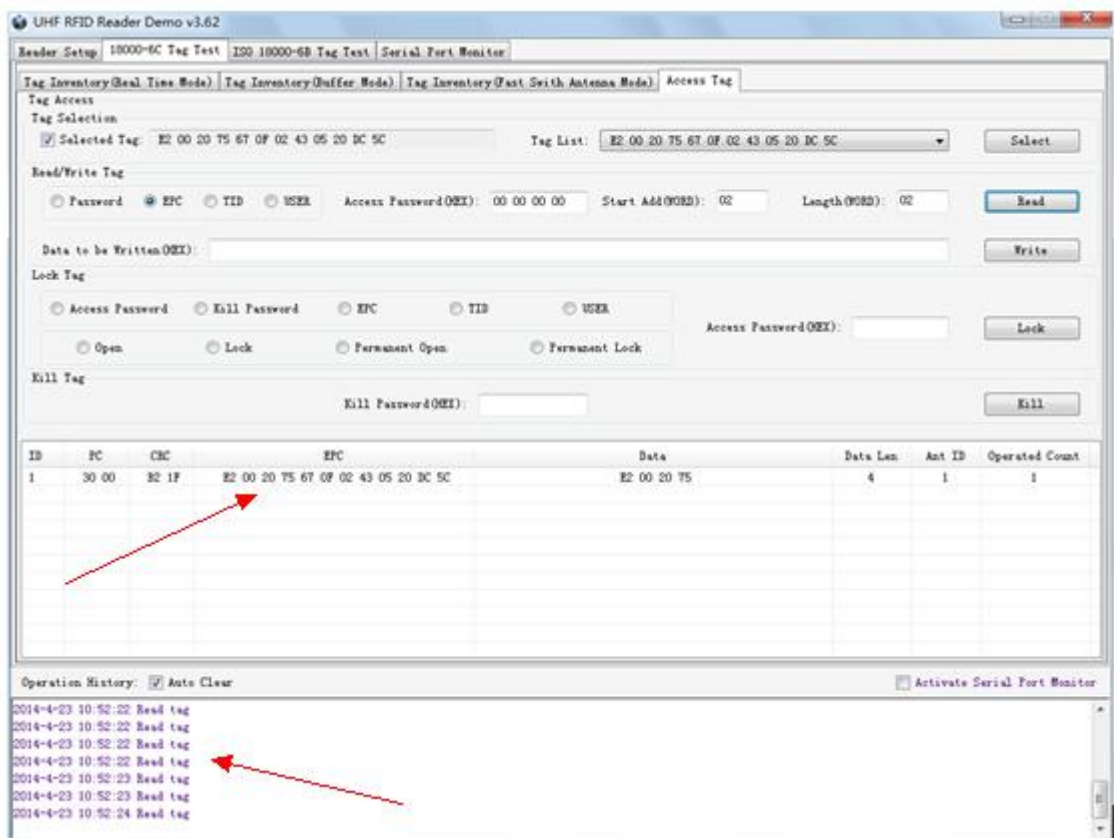 UHF RFID Reader Demo v3.62
Reader Setup 18000-6C Tag Test ISO 18000-6B Tag Test Serial Port Monitor
Tag Inventory(Real Time Mode) Tag Inventory(Buffer Mode) Tag Inventory(Fast Swith Antenna Mode) Access Tag
Tag Access
Tag Selection
Selected Tag: E2 00 20 75 67 0F 02 43 05 20 DC 5C Tag List: E2 00 20 75 67 0F 02 43 05 20 DC 5C Select
Read/Write Tag
Password EPC TID USER Access Password(HEX): 00 00 00 00 Start Add(WORD): 02 Length(WORD): 02 Read
Data to be Written(HEX): Write
Lock Tag
Access Password Kill Password EPC TID USER
Access Password(HEX): Lock
Open Lock Permanent Open Permanent Lock
Kill Tag
Kill Password(HEX): Kill
ID PC CRC EPC Data Data Len Ant ID Operated Count
1 30 00 B2 1F E2 00 20 75 67 0F 02 43 05 20 DC 5C E2 00 20 75 4 1 1
Operation History: Auto Clear Activate Serial Port Monitor
2014-4-23 10:52:22 Read tag
2014-4-23 10:52:22 Read tag
2014-4-23 10:52:22 Read tag
2014-4-23 10:52:22 Read tag
2014-4-23 10:52:23 Read tag
2014-4-23 10:52:23 Read tag
2014-4-23 10:52:24 Read tag